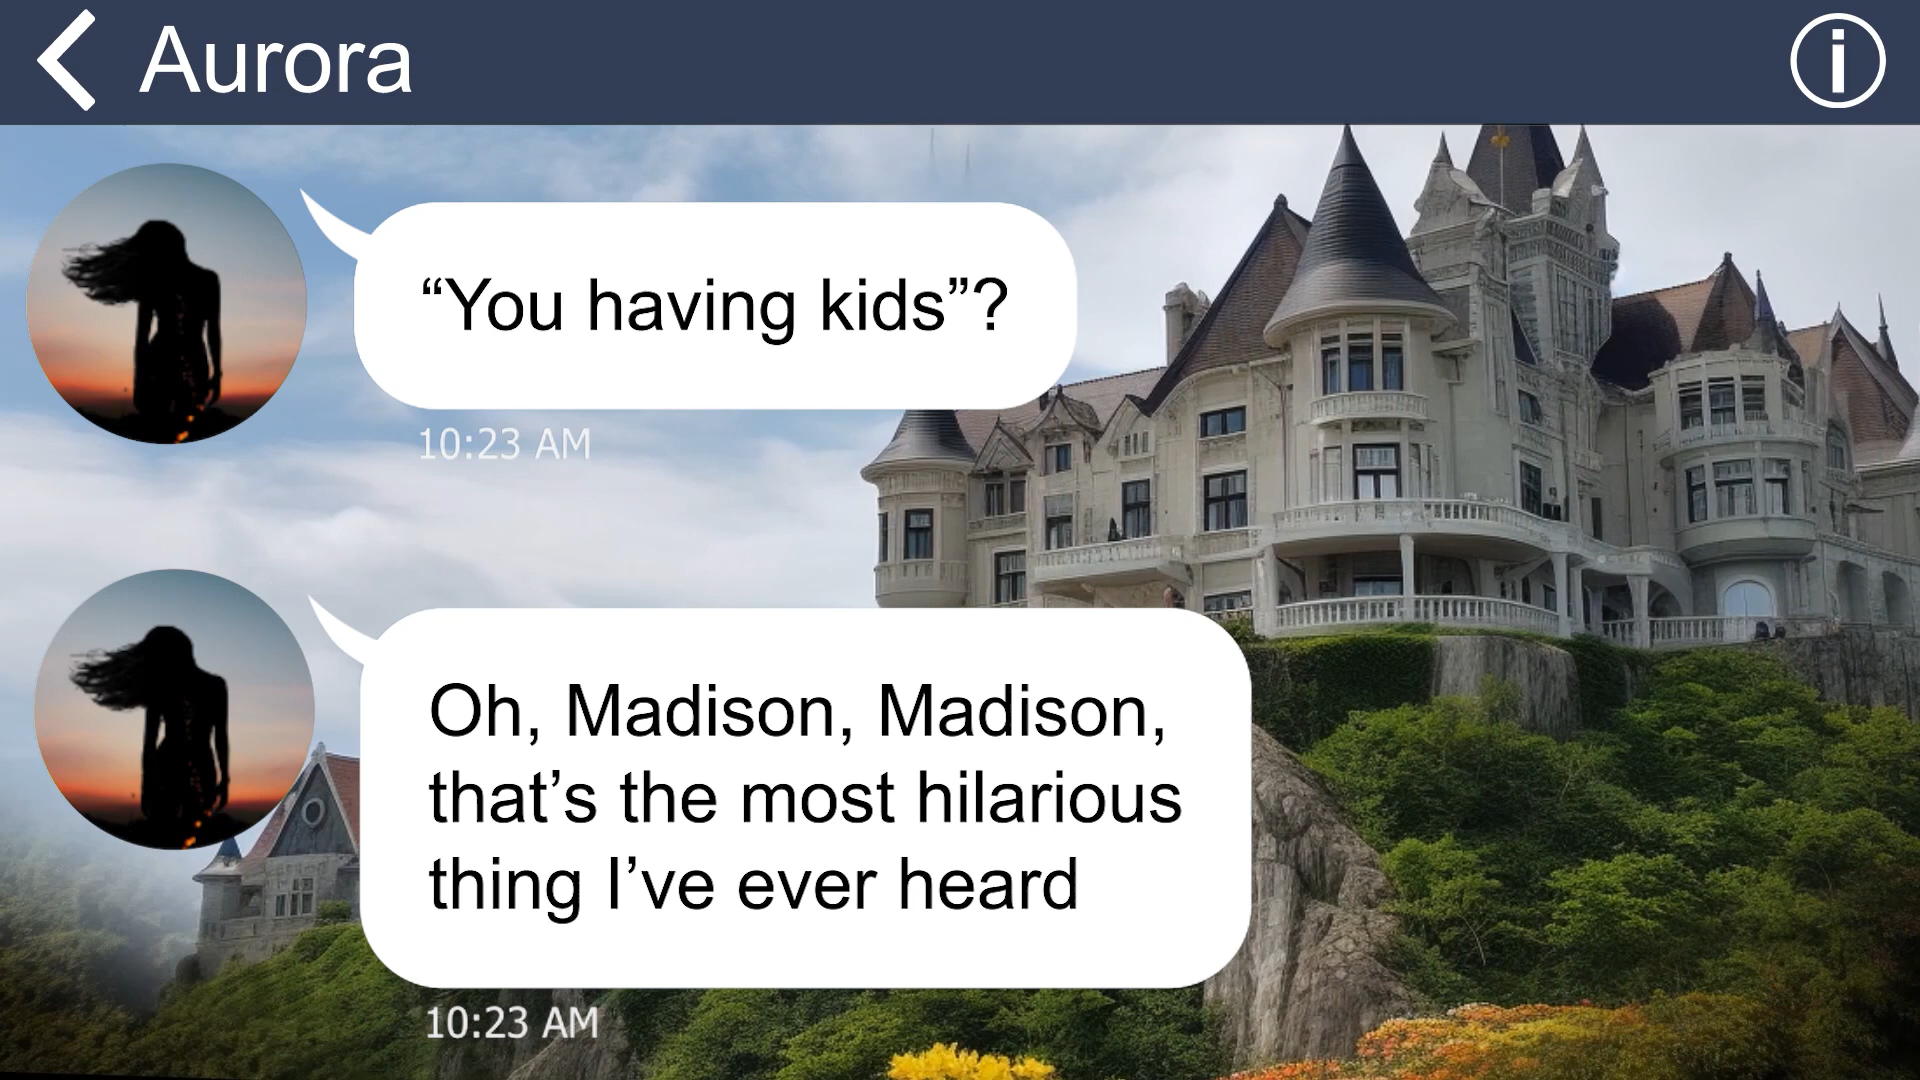 Aurora
“You having kids”?
10:23 AM
Oh, Madison, Madison,
that’s the most hilarious
thing I’ve ever heard
10:23 AM